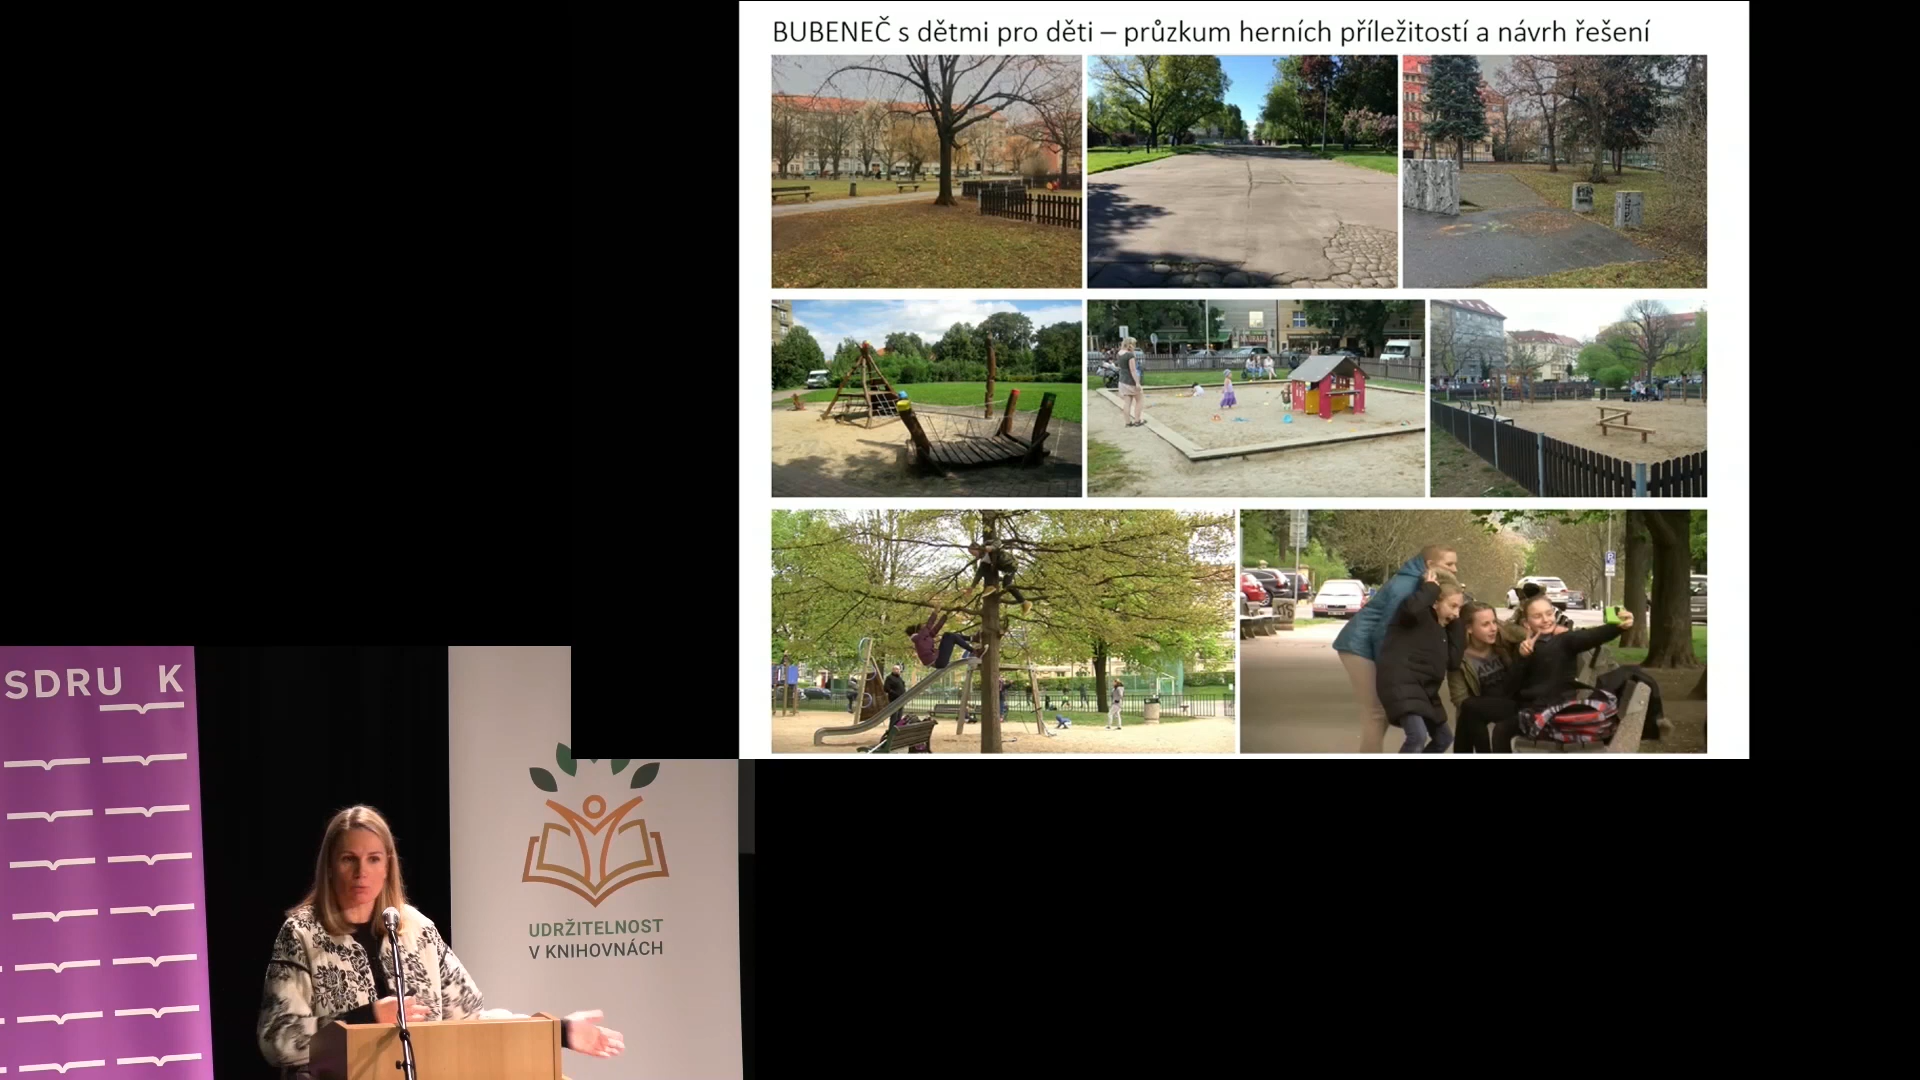 BUBENEČ s dětmi pro děti – průzkum herních příležitostí a návrh řešení
SDRU K
UDRŽITELNOST
V KNIHOVNÁCH